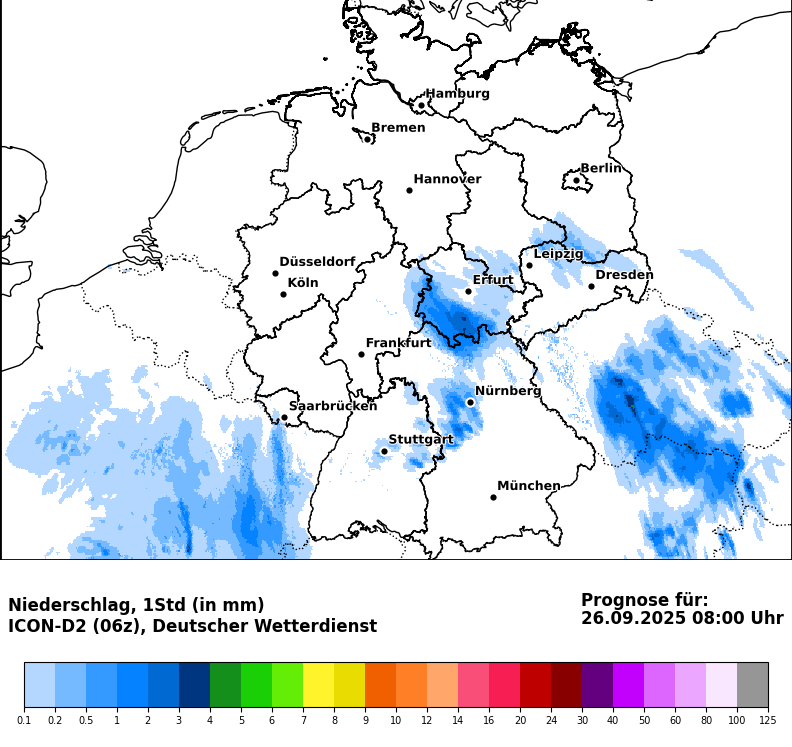 Hamburg
Bremen
Berlin
Hannover
Leipzig
Düsseldorf
Dresden
Köln
Erfurt
Frankfurt
Nürnberg
Saarbrücken
Stuttgart
München
Niederschlag, 1Std (in mm)
ICON-D2 (06z), Deutscher Wetterdienst
Prognose für:
26.09.2025 08:00 Uhr
0.1 0.2 0.5 1 2 3 4 5 6 7 8 9 10 12 14 16 20 24 30 40 50 60 80 100 125